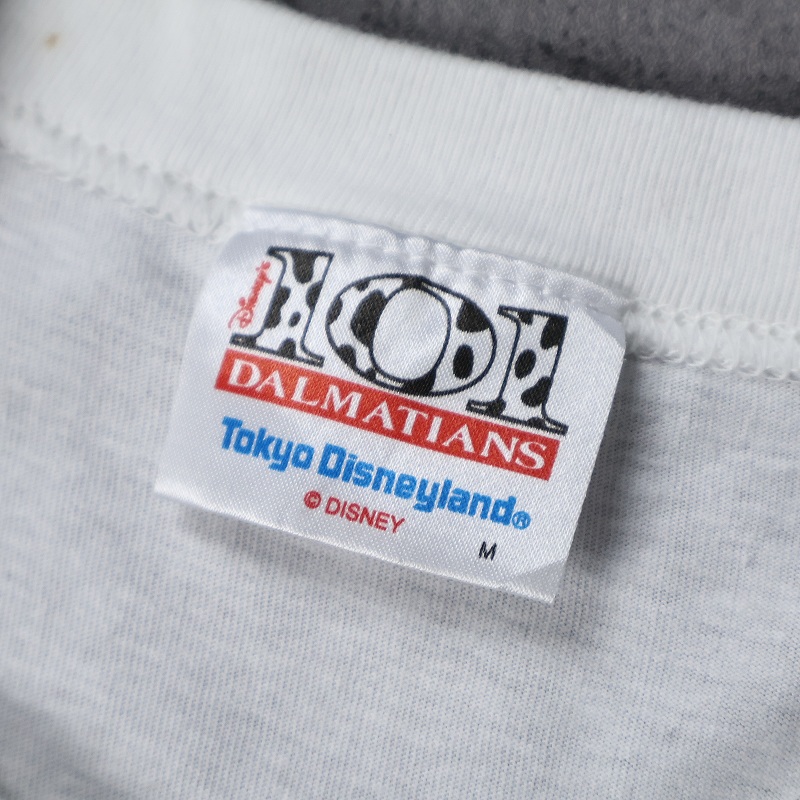 Disney's
101
DALMATIANS
Tokyo Disneyland®
© DISNEY
M